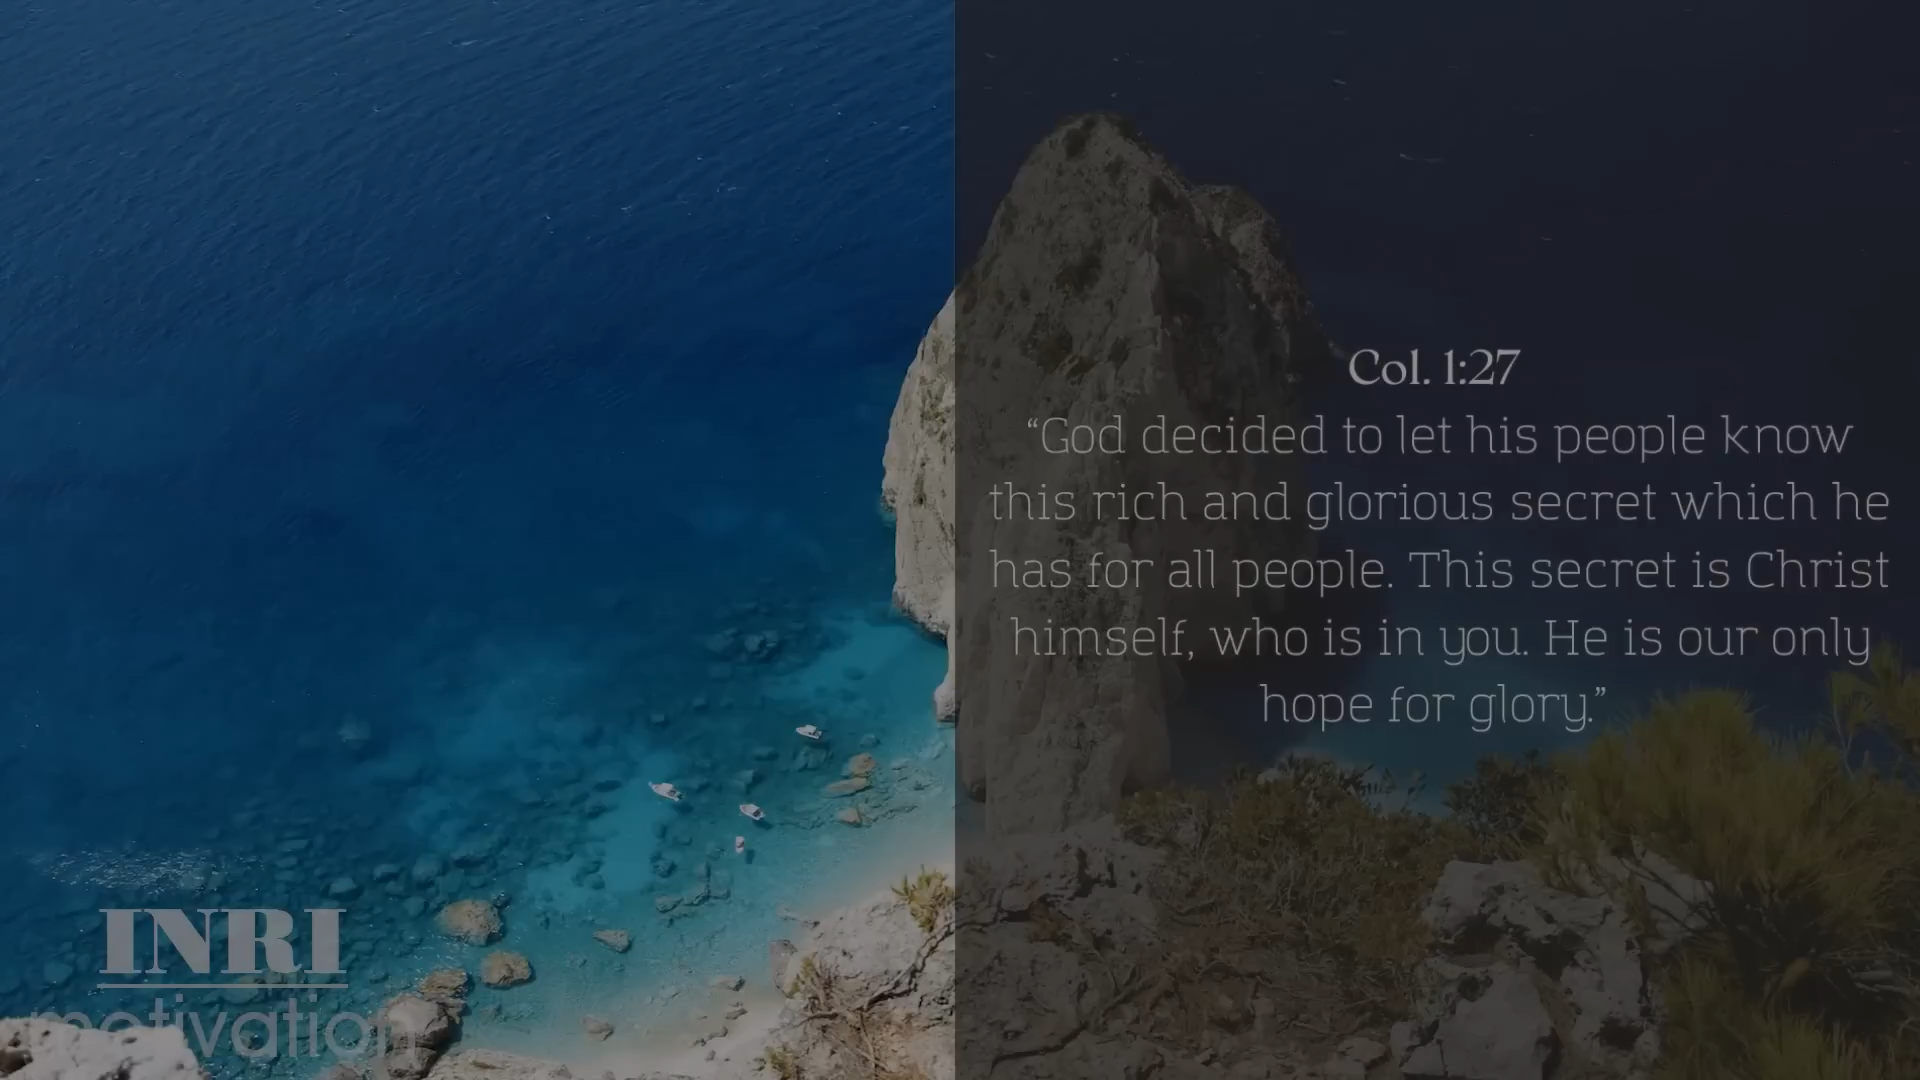 Col. 1:27
“God decided to let his people know
this rich and glorious secret which he
has for all people. This secret is Christ
himself, who is in you. He is our only
hope for glory.”
INRI
motivation